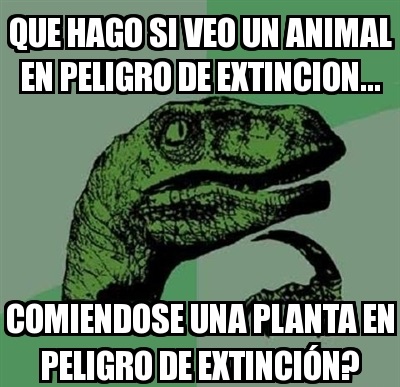 QUE HAGO SI VEO UN ANIMAL
EN PELIGRO DE EXTINCION...
COMIENDOSE UNA PLANTA EN
PELIGRO DE EXTINCIÓN?